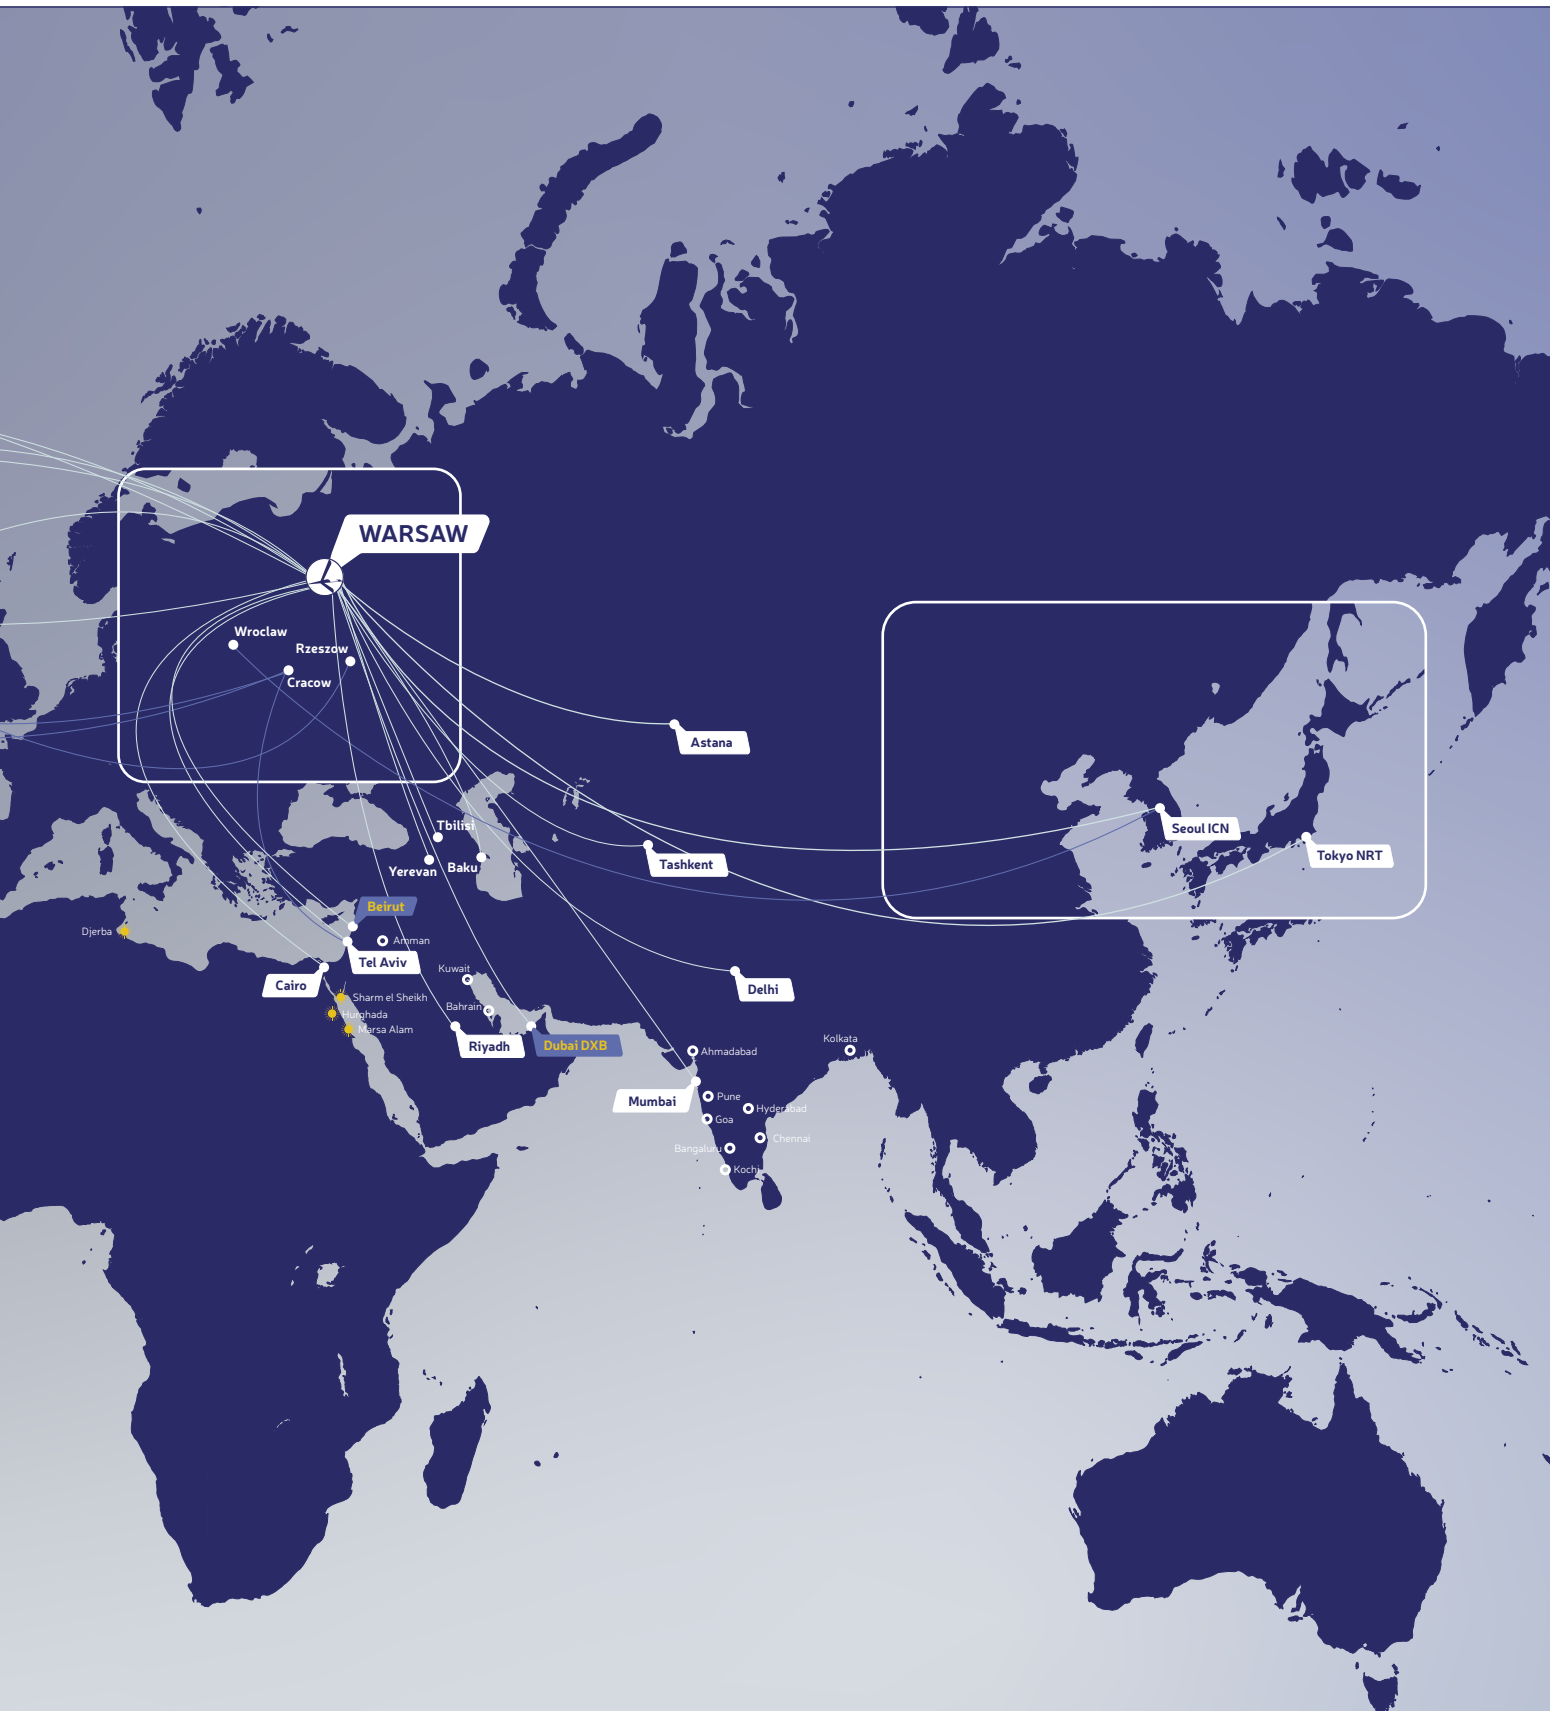 WARSAW
Wroclaw
Rzeszow
Cracow
Astana
Tbilisi
Seoul ICN
Tokyo NRT
Tashkent
Yerevan
Baku
Beirut
Djerba
Amman
Tel Aviv
Kuwait
Cairo
Delhi
Sharm el Sheikh
Bahrain
Hurghada
Marsa Alam
Riyadh
Dubai DXB
Kolkata
Ahmadabad
Mumbai
Pune
Hyderabad
Goa
Chennai
Bangaluru
Kochi